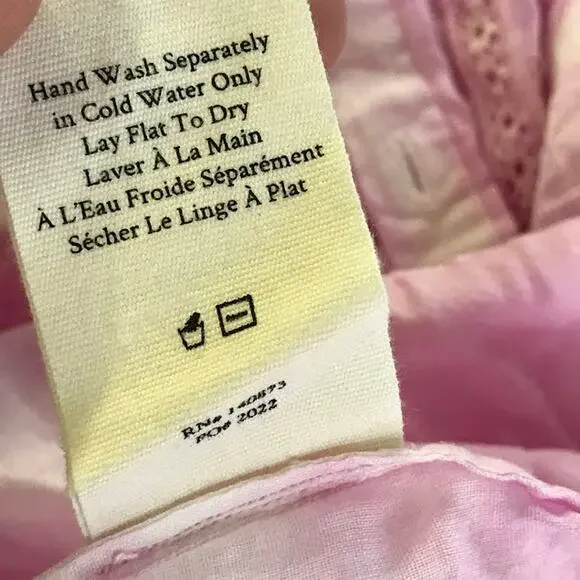 Hand Wash Separately
in Cold Water Only
Lay Flat To Dry
Laver À La Main
À L'Eau Froide Séparément
Sécher Le Linge À Plat
RN# 140873
PO# 2022